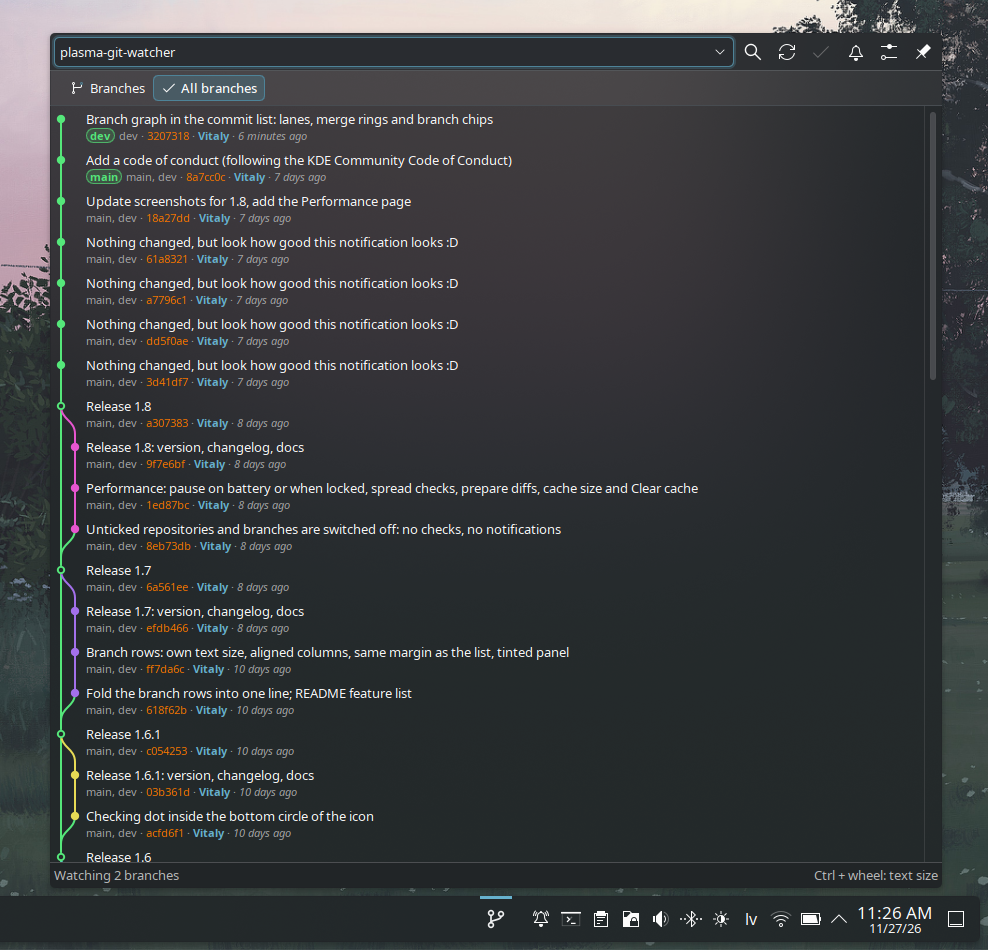 plasma-git-watcher
Branches All branches
Branch graph in the commit list: lanes, merge rings and branch chips
dev dev · 3207318 · Vitaly · 6 minutes ago
Add a code of conduct (following the KDE Community Code of Conduct)
main main, dev · 8a7cc0c · Vitaly · 7 days ago
Update screenshots for 1.8, add the Performance page
main, dev · 18a27dd · Vitaly · 7 days ago
Nothing changed, but look how good this notification looks :D
main, dev · 61a8321 · Vitaly · 7 days ago
Nothing changed, but look how good this notification looks :D
main, dev · a7796c1 · Vitaly · 7 days ago
Nothing changed, but look how good this notification looks :D
main, dev · dd5f0ae · Vitaly · 7 days ago
Nothing changed, but look how good this notification looks :D
main, dev · 3d41df7 · Vitaly · 7 days ago
Release 1.8
main, dev · a307383 · Vitaly · 8 days ago
Release 1.8: version, changelog, docs
main, dev · 9f7e6bf · Vitaly · 8 days ago
Performance: pause on battery or when locked, spread checks, prepare diffs, cache size and Clear cache
main, dev · 1ed87bc · Vitaly · 8 days ago
Unticked repositories and branches are switched off: no checks, no notifications
main, dev · 8eb73db · Vitaly · 8 days ago
Release 1.7
main, dev · 6a561ee · Vitaly · 8 days ago
Release 1.7: version, changelog, docs
main, dev · efdb466 · Vitaly · 8 days ago
Branch rows: own text size, aligned columns, same margin as the list, tinted panel
main, dev · ff7da6c · Vitaly · 10 days ago
Fold the branch rows into one line; README feature list
main, dev · 618f62b · Vitaly · 10 days ago
Release 1.6.1
main, dev · c054253 · Vitaly · 10 days ago
Release 1.6.1: version, changelog, docs
main, dev · 03b361d · Vitaly · 10 days ago
Checking dot inside the bottom circle of the icon
main, dev · acfd6f1 · Vitaly · 10 days ago
Release 1.6
Watching 2 branches Ctrl + wheel: text size
lv 11:26 AM
11/27/26